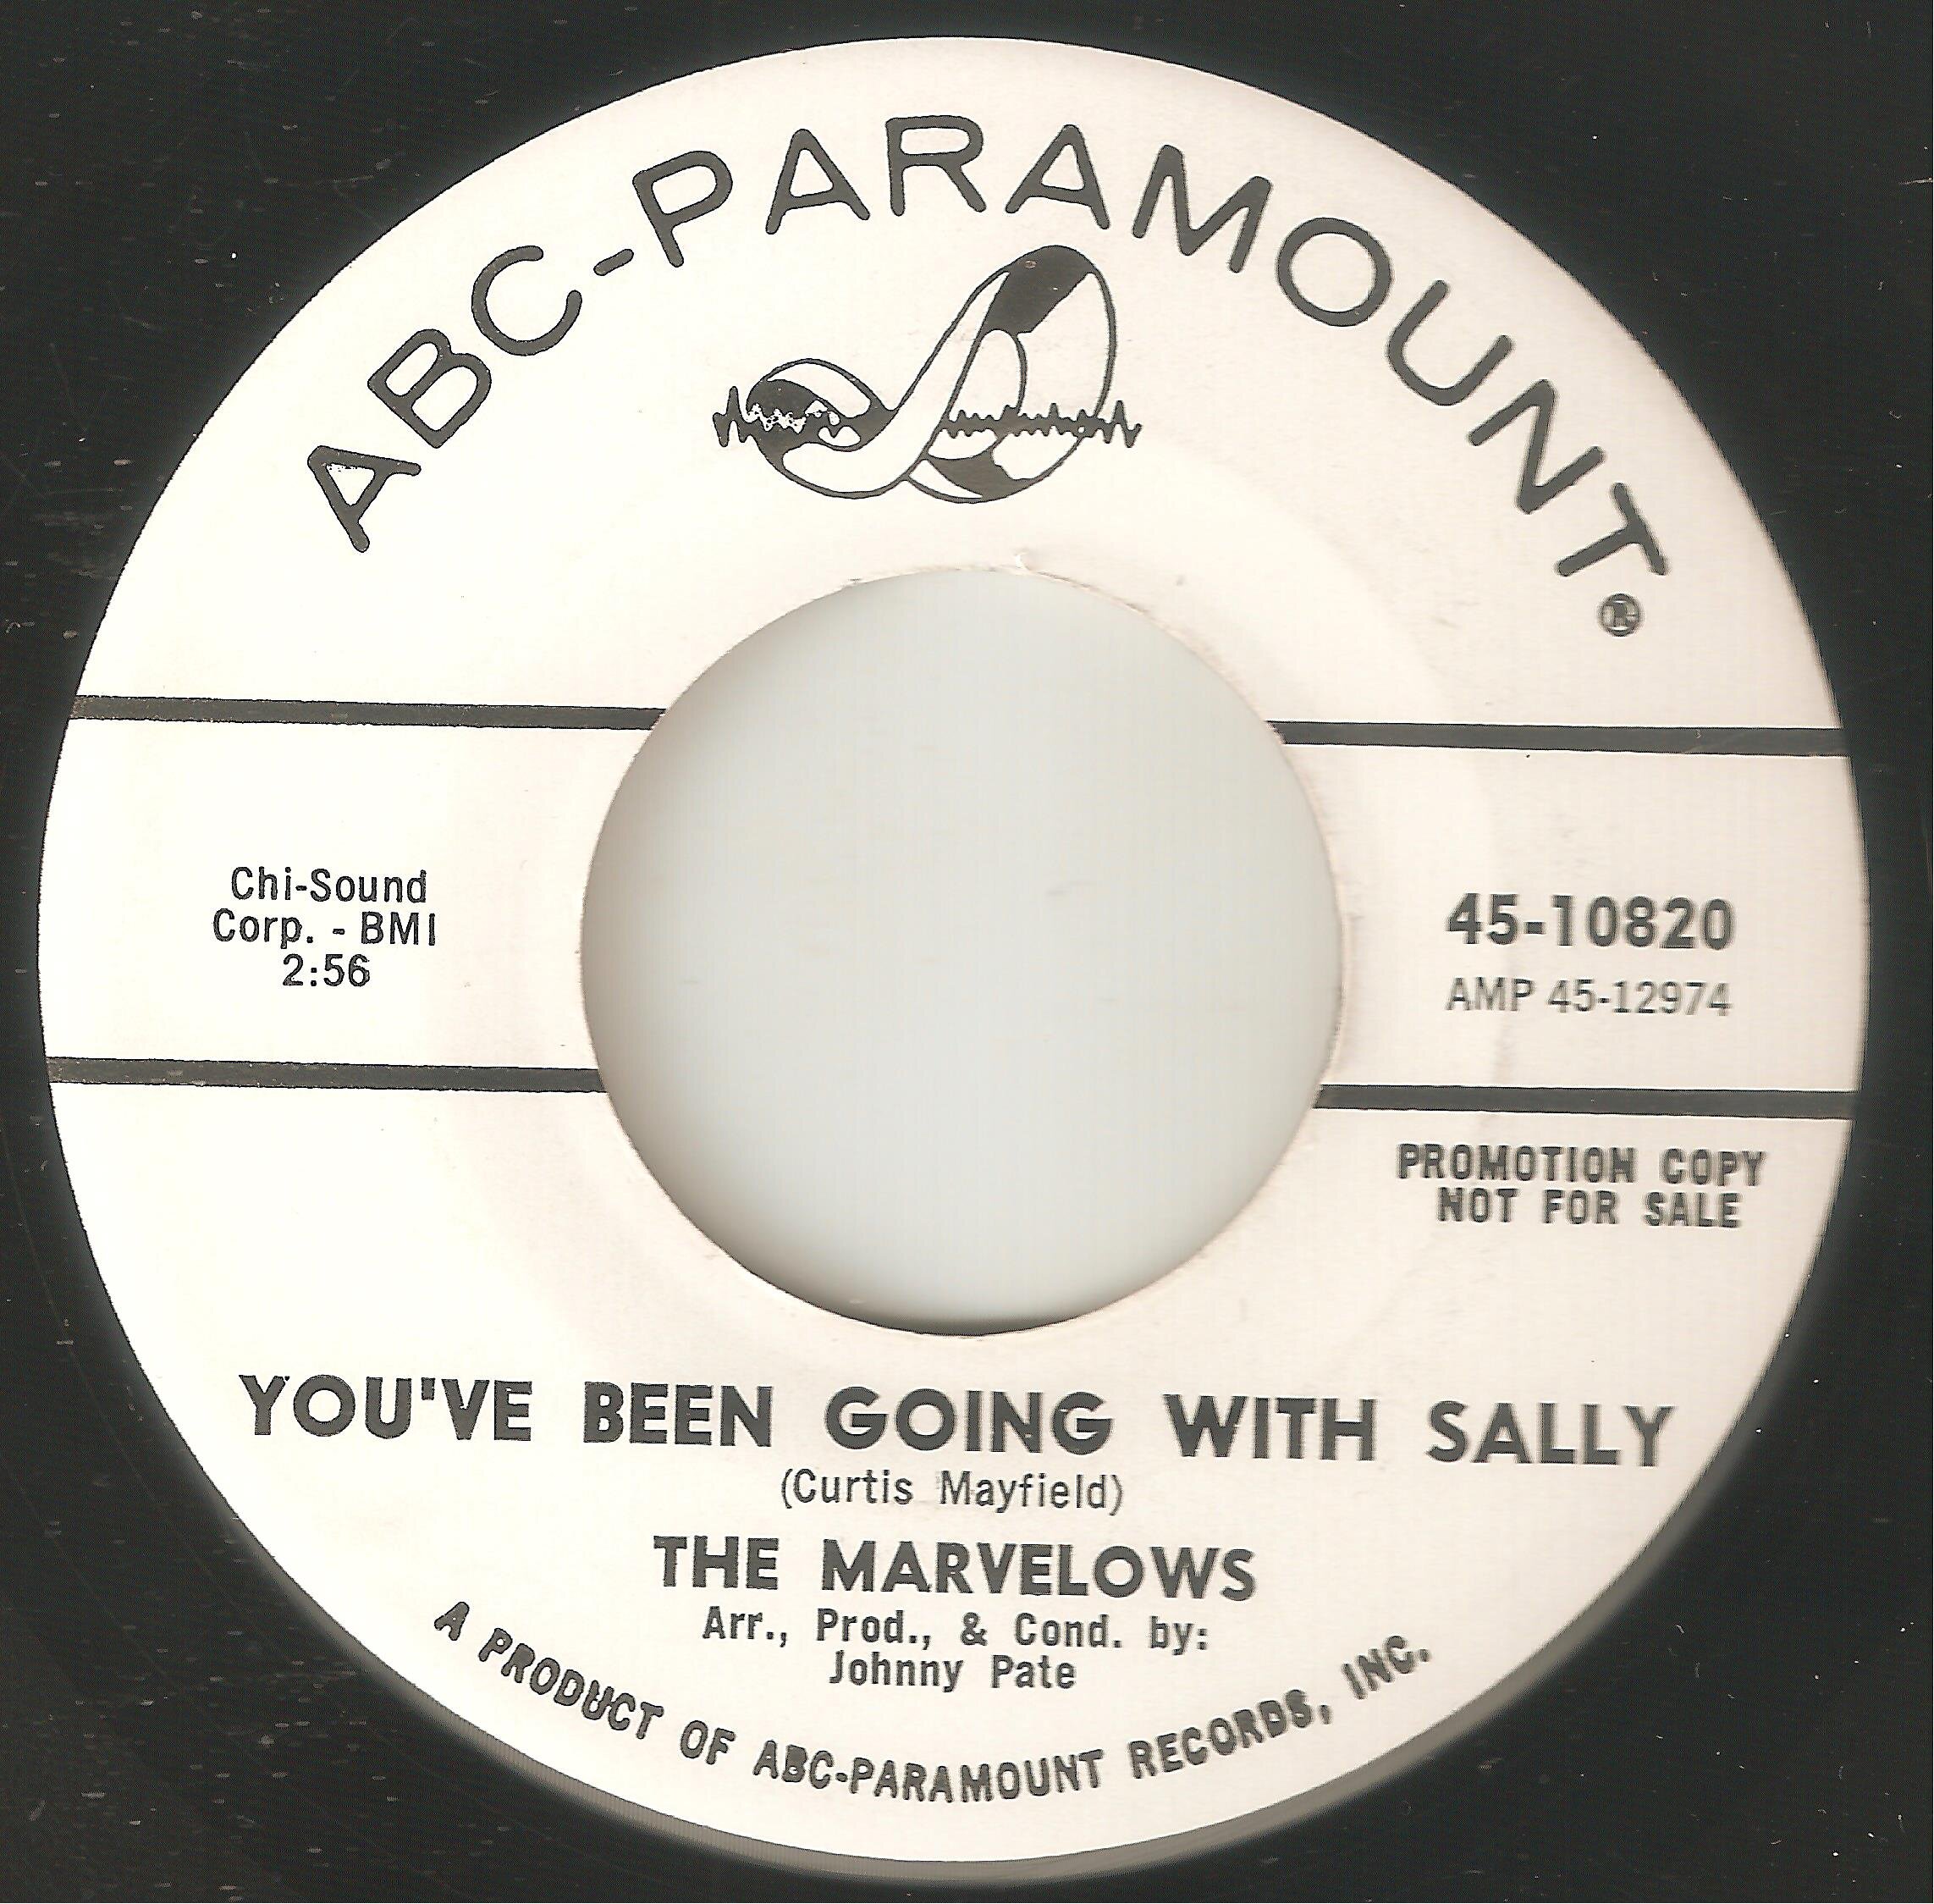 ABC-PARAMOUNT
®
Chi-Sound
Corp. - BMI
2:56
45-10820
AMP 45-12974
PROMOTION COPY
NOT FOR SALE
YOU'VE BEEN GOING WITH SALLY
(Curtis Mayfield)
THE MARVELOWS
Arr., Prod., & Cond. by:
Johnny Pate
A PRODUCT OF ABC-PARAMOUNT RECORDS, INC.